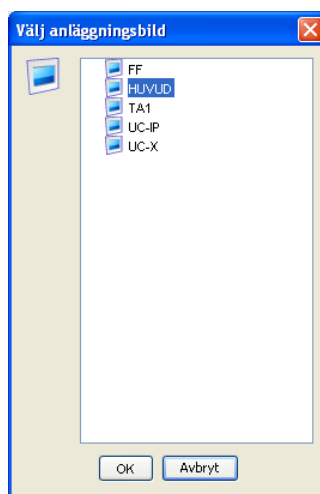 Välj anläggningsbild
FF
HUVUD
TA1
UC-IP
UC-X
OK
Avbryt